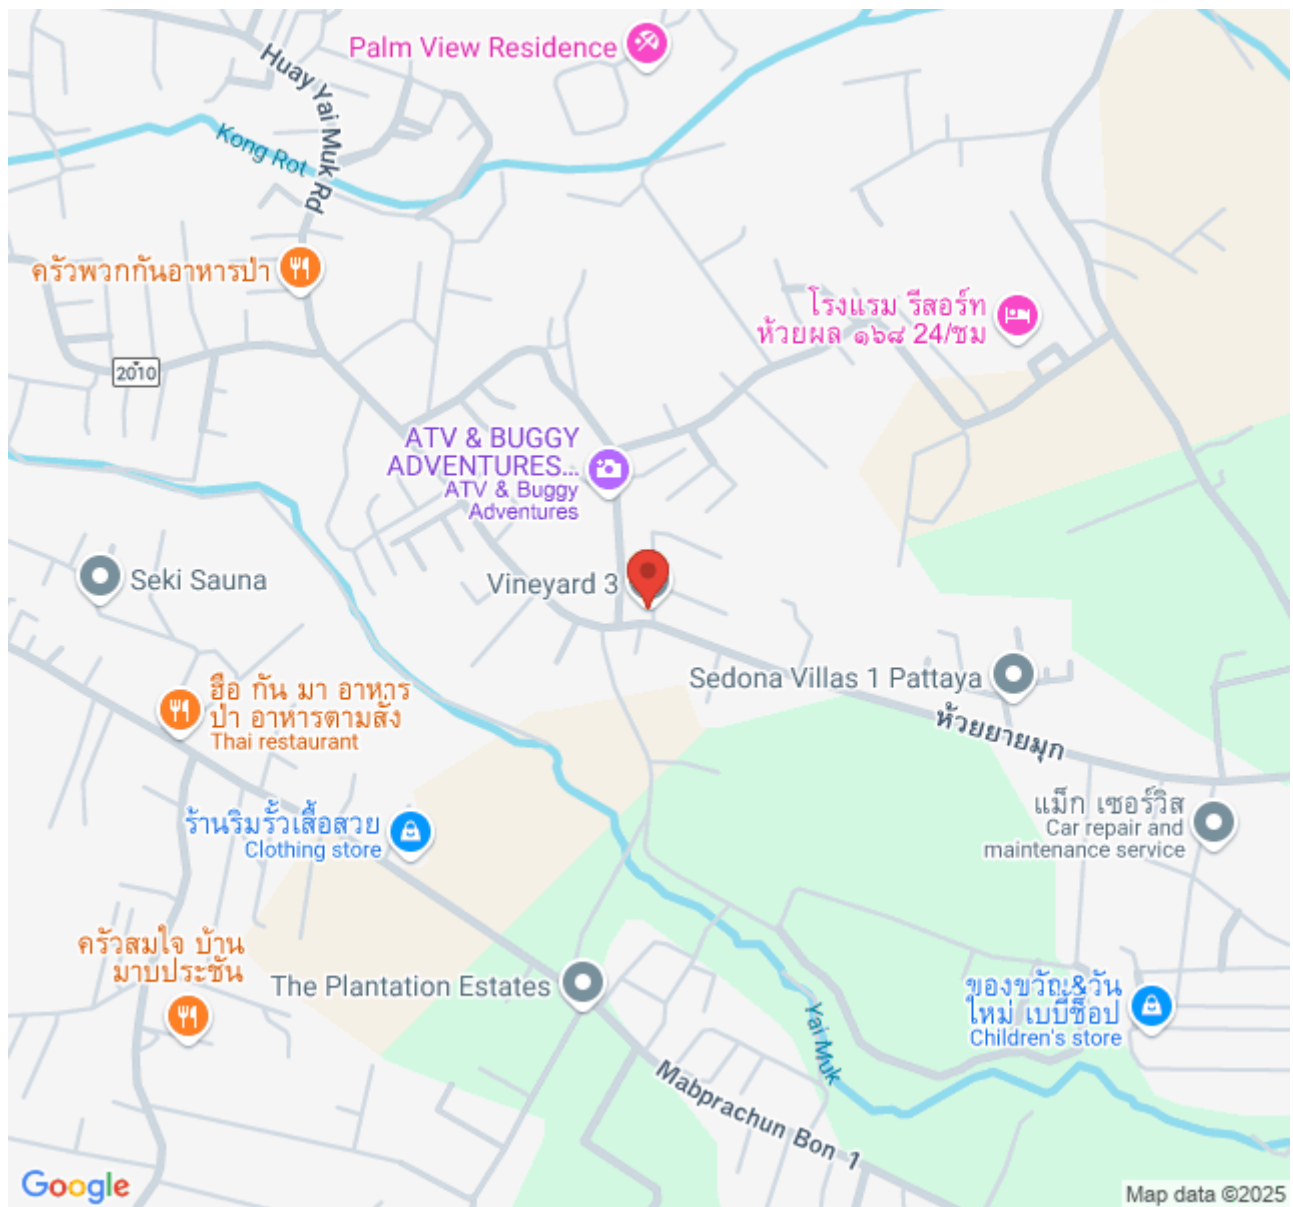 Palm View Residence
Huay Yai Muk Rd
Kong Rot
ครัวพวกกันอาหารป่า
โรงแรม รีสอร์ท
ห้วยผล ๑๖๘ 24/ชม
2010
ATV & BUGGY
ADVENTURES...
ATV & Buggy
Adventures
Seki Sauna
Vineyard 3
Sedona Villas 1 Pattaya
ฮือ กัน มา อาหาร
ป่า อาหารตามสั่ง
Thai restaurant
ห้วยยายมุก
แม็ก เซอร์วิส
Car repair and
maintenance service
ร้านริมรั้วเสื้อสวย
Clothing store
ครัวสมใจ บ้าน
มาบประชัน
The Plantation Estates
ของขวัญ&วัน
ใหม่ เบบี้ช็อป
Children's store
Yai Muk
Mabprachun Bon 1
Google
Map data ©2025